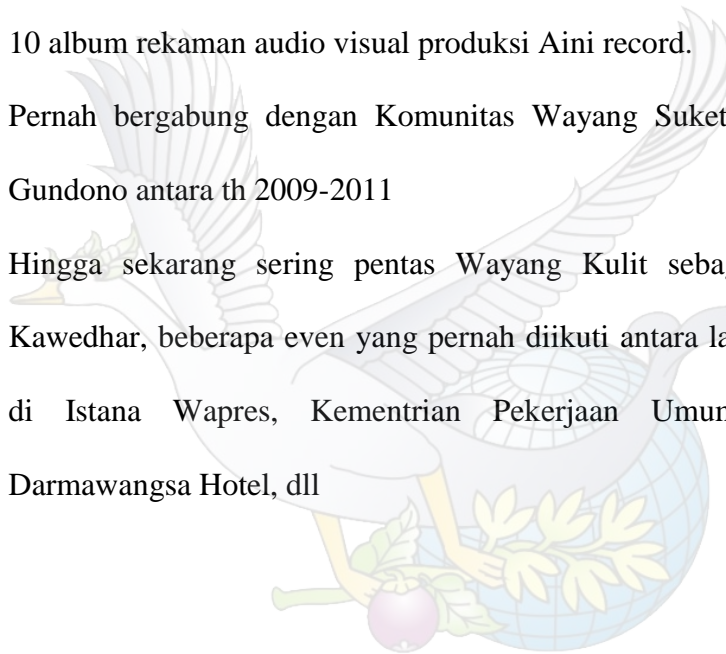 10 album rekaman audio visual produksi Aini record.
Pernah bergabung dengan Komunitas Wayang Suket
Gundono antara th 2009-2011
Hingga sekarang sering pentas Wayang Kulit seba
Kawedhar, beberapa even yang pernah diikuti antara la
di Istana Wapres, Kementrian Pekerjaan Umu
Darmawangsa Hotel, dll